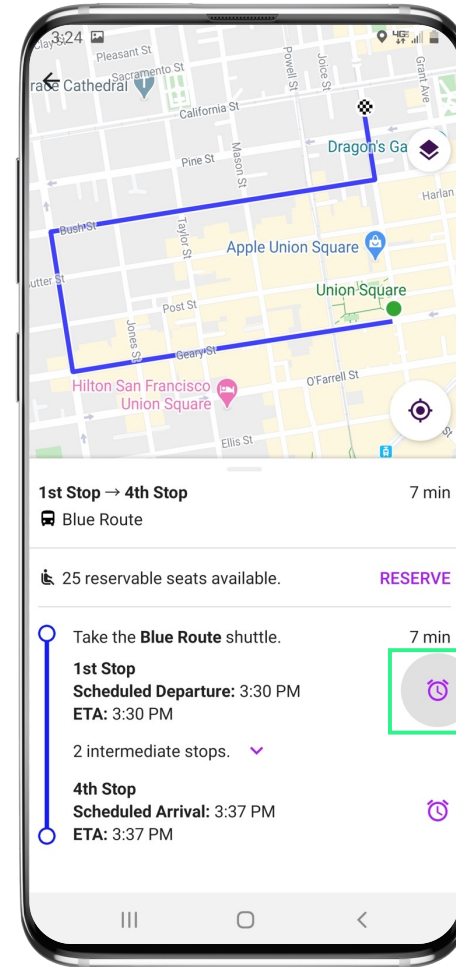 3:24
4G
Clay St
Pleasant St
Sacramento St
Cathedral
California St
Powell St
Joice St
Grant Ave
Pine St
Mason St
Dragon's Ga
Harlan
Bush St
Taylor St
Apple Union Square
utter St
Union Square
Post St
Jones St
Geary St
Hilton San Francisco
Union Square
O'Farrell St
Ellis St
1st Stop → 4th Stop 7 min
Blue Route
25 reservable seats available. RESERVE
Take the Blue Route shuttle. 7 min
1st Stop
Scheduled Departure: 3:30 PM
ETA: 3:30 PM
2 intermediate stops.
4th Stop
Scheduled Arrival: 3:37 PM
ETA: 3:37 PM